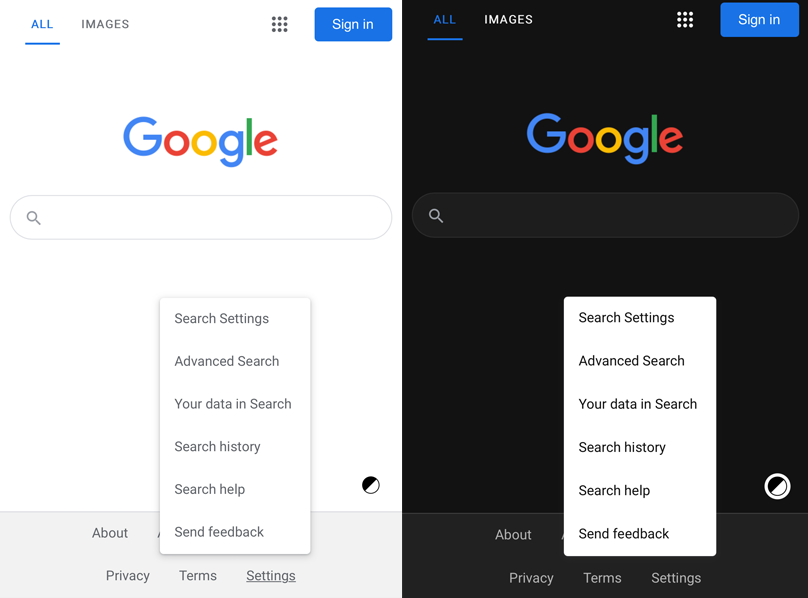 ALL IMAGES Sign in
Google
Search Settings
Advanced Search
Your data in Search
Search history
Search help
Send feedback
About
Privacy Terms Settings
ALL IMAGES Sign in
Google
Search Settings
Advanced Search
Your data in Search
Search history
Search help
Send feedback
About
Privacy Terms Settings